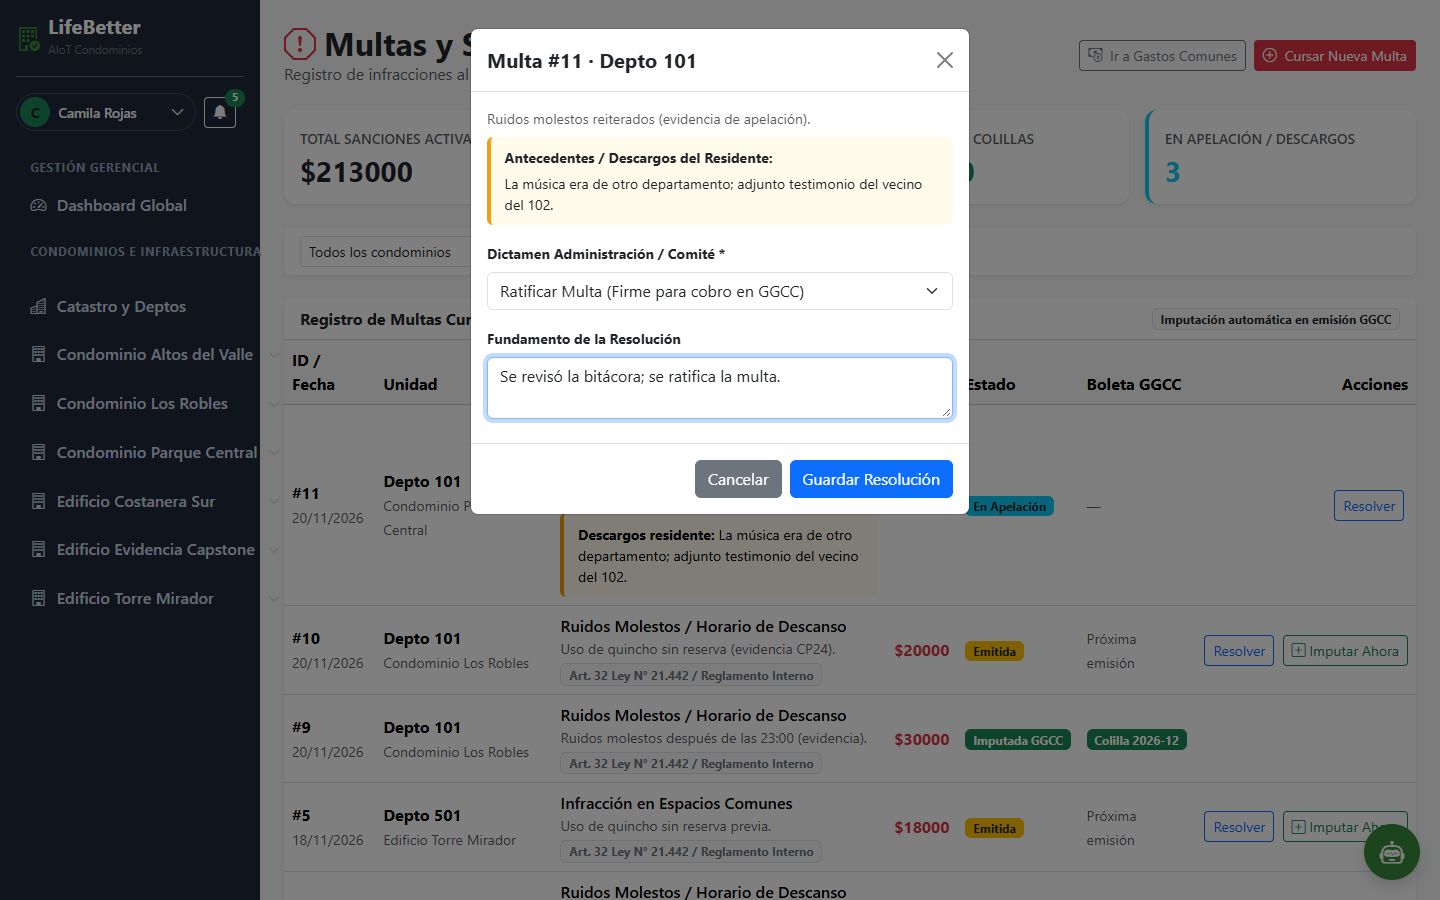 LifeBetter
AIoT Condominios
C
Camila Rojas
5
GESTIÓN GERENCIAL
Dashboard Global
CONDOMINIOS E INFRAESTRUCTURA
Catastro y Deptos
Condominio Altos del Valle
Condominio Los Robles
Condominio Parque Central
Edificio Costanera Sur
Edificio Evidencia Capstone
Edificio Torre Mirador
Multas y
Registro de infracciones al
Ir a Gastos Comunes
Cursar Nueva Multa
TOTAL SANCIONES ACTIVA
$213000
COLILLAS
EN APELACIÓN / DESCARGOS
3
Todos los condominios
Registro de Multas Cur
Imputación automática en emisión GGCC
ID /
Fecha
Unidad
Estado
Boleta GGCC
Acciones
#11
20/11/2026
Depto 101
Condominio P
Central
Descargos residente: La música era de otro
departamento; adjunto testimonio del vecino
del 102.
En Apelación
—
Resolver
#10
20/11/2026
Depto 101
Condominio Los Robles
Ruidos Molestos / Horario de Descanso
Uso de quincho sin reserva (evidencia CP24).
Art. 32 Ley N° 21.442 / Reglamento Interno
$20000
Emitida
Próxima
emisión
Resolver
Imputar Ahora
#9
20/11/2026
Depto 101
Condominio Los Robles
Ruidos Molestos / Horario de Descanso
Ruidos molestos después de las 23:00 (evidencia).
Art. 32 Ley N° 21.442 / Reglamento Interno
$30000
Imputada GGCC
Colilla 2026-12
#5
18/11/2026
Depto 501
Edificio Torre Mirador
Infracción en Espacios Comunes
Uso de quincho sin reserva previa.
Art. 32 Ley N° 21.442 / Reglamento Interno
$18000
Emitida
Próxima
emisión
Resolver
Imputar Ah
Ruidos Molestos / Horario de Descanso
Multa #11 · Depto 101
Ruidos molestos reiterados (evidencia de apelación).
Antecedentes / Descargos del Residente:
La música era de otro departamento; adjunto testimonio del vecino
del 102.
Dictamen Administración / Comité *
Ratificar Multa (Firme para cobro en GGCC)
Fundamento de la Resolución
Se revisó la bitácora; se ratifica la multa.
Cancelar
Guardar Resolución